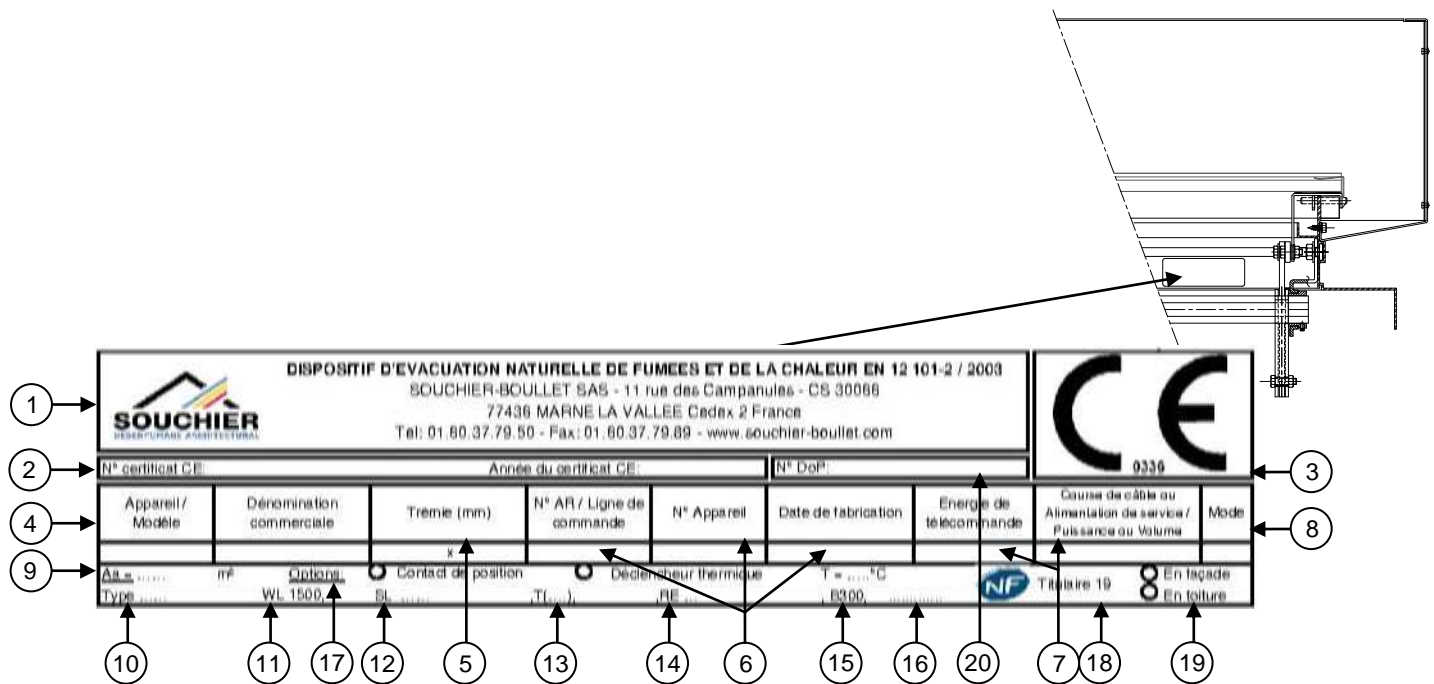 DISPOSITIF D'EVACUATION NATURELLE DE FUMEES ET DE LA CHALEUR EN 12 101-2 / 2003
SOUCHIER-BOULLET SAS - 11 rue des Campanules - CS 30066
77436 MARNE LA VALLEE Cedex 2 France
Tel: 01.60.37.79.50 - Fax: 01.60.37.79.89 - www.souchier-boullet.com
SOUCHIER
DESENFUMAGE ARCHITECTURAL
CE
0336
1
2
3
N° certificat CE: Année du certificat CE: N° DoP:
4
Appareil / Modèle
Dénomination commerciale
Trémie (mm)
N° AR / Ligne de commande
N° Appareil
Date de fabrication
Energie de télécommande
Course de câble ou Alimentation de service / Puissance ou Volume
Mode
8
x
9
Aa = ...... m² Options: Contact de position Déclencheur thermique T = ....°C
Type ...... WL 1500, SL ...... ,T(....), ,RE ... , B300, ............
NF Titulaire 19
En façade
En toiture
10 11 17 12 5 13 14 6 15 16 20 7 18 19